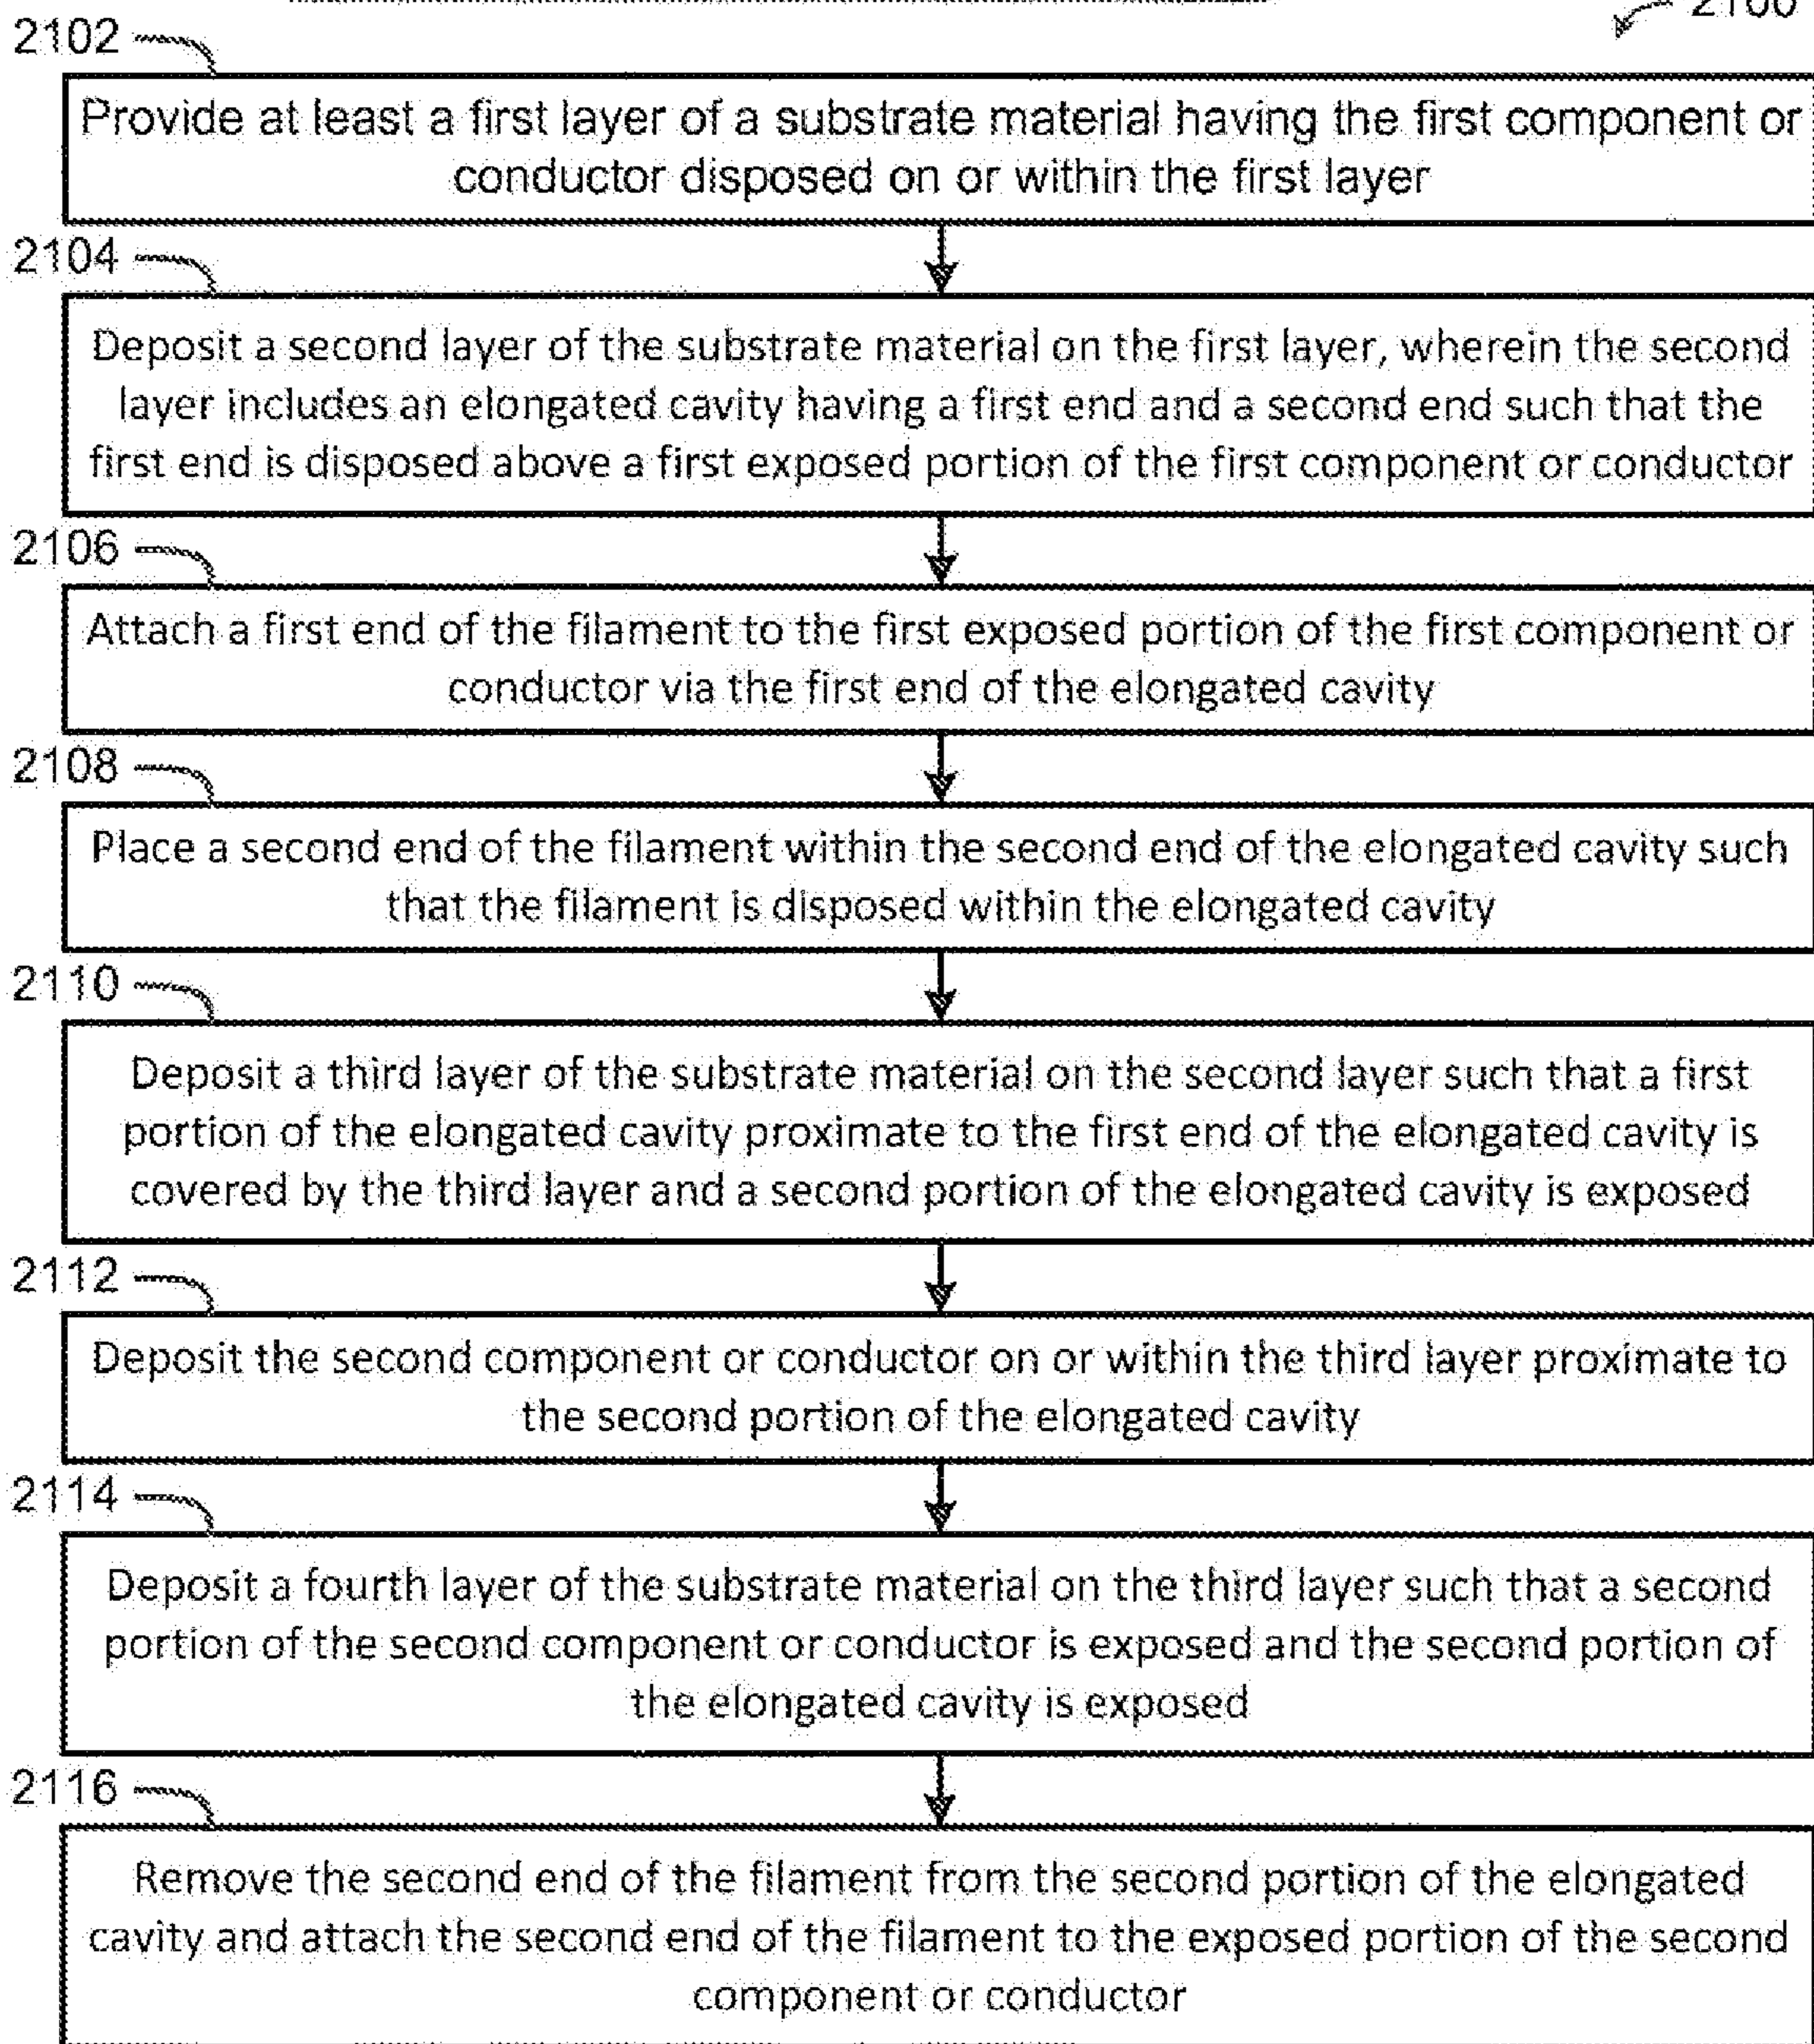 2100
2102
Provide at least a first layer of a substrate material having the first component or
conductor disposed on or within the first layer
2104
Deposit a second layer of the substrate material on the first layer, wherein the second
layer includes an elongated cavity having a first end and a second end such that the
first end is disposed above a first exposed portion of the first component or conductor
2106
Attach a first end of the filament to the first exposed portion of the first component or
conductor via the first end of the elongated cavity
2108
Place a second end of the filament within the second end of the elongated cavity such
that the filament is disposed within the elongated cavity
2110
Deposit a third layer of the substrate material on the second layer such that a first
portion of the elongated cavity proximate to the first end of the elongated cavity is
covered by the third layer and a second portion of the elongated cavity is exposed
2112
Deposit the second component or conductor on or within the third layer proximate to
the second portion of the elongated cavity
2114
Deposit a fourth layer of the substrate material on the third layer such that a second
portion of the second component or conductor is exposed and the second portion of
the elongated cavity is exposed
2116
Remove the second end of the filament from the second portion of the elongated
cavity and attach the second end of the filament to the exposed portion of the second
component or conductor